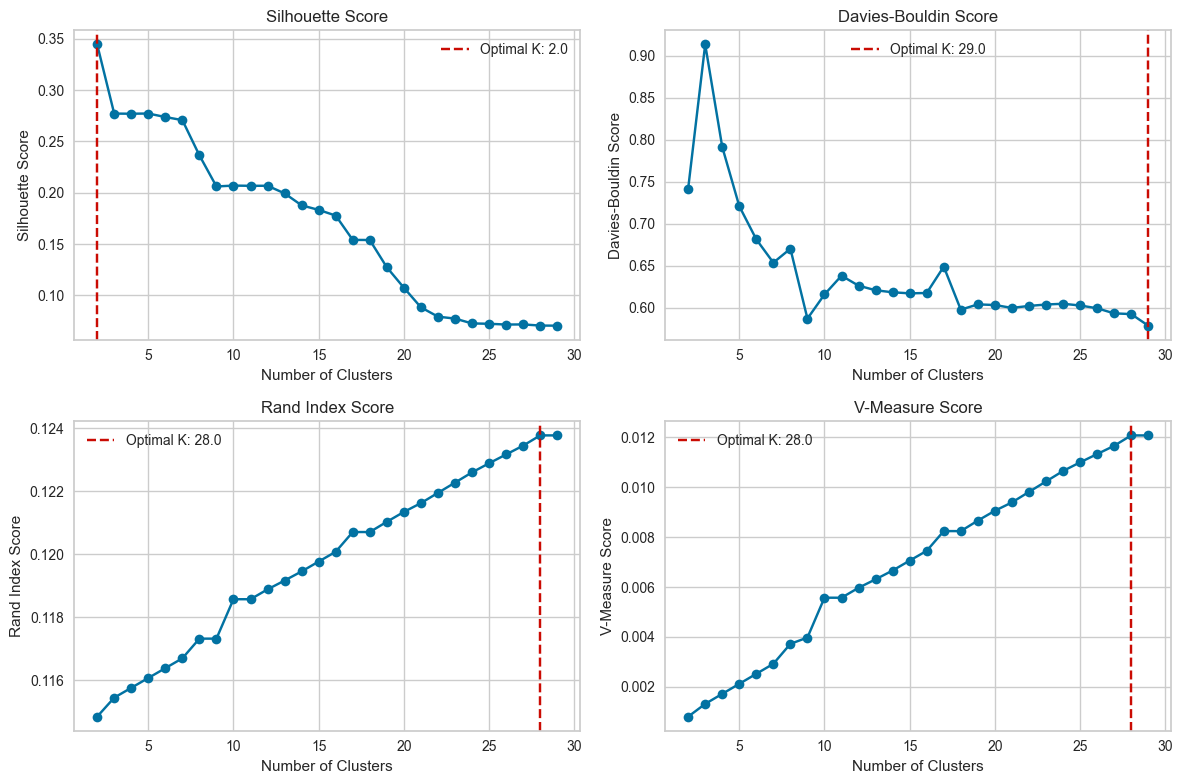 Silhouette Score
Silhouette Score
0.35
0.30
0.25
0.20
0.15
0.10
Optimal K: 2.0
5 10 15 20 25 30
Number of Clusters
Davies-Bouldin Score
Davies-Bouldin Score
0.90
0.85
0.80
0.75
0.70
0.65
0.60
Optimal K: 29.0
5 10 15 20 25 30
Number of Clusters
Rand Index Score
Rand Index Score
0.124
0.122
0.120
0.118
0.116
Optimal K: 28.0
5 10 15 20 25 30
Number of Clusters
V-Measure Score
V-Measure Score
0.012
0.010
0.008
0.006
0.004
0.002
Optimal K: 28.0
5 10 15 20 25 30
Number of Clusters